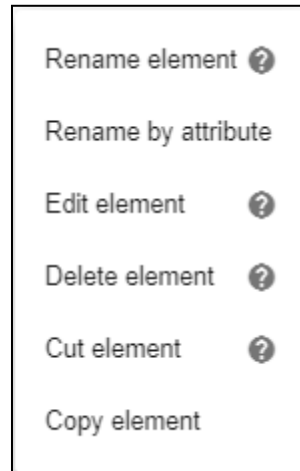 Rename element
Rename by attribute
Edit element
Delete element
Cut element
Copy element